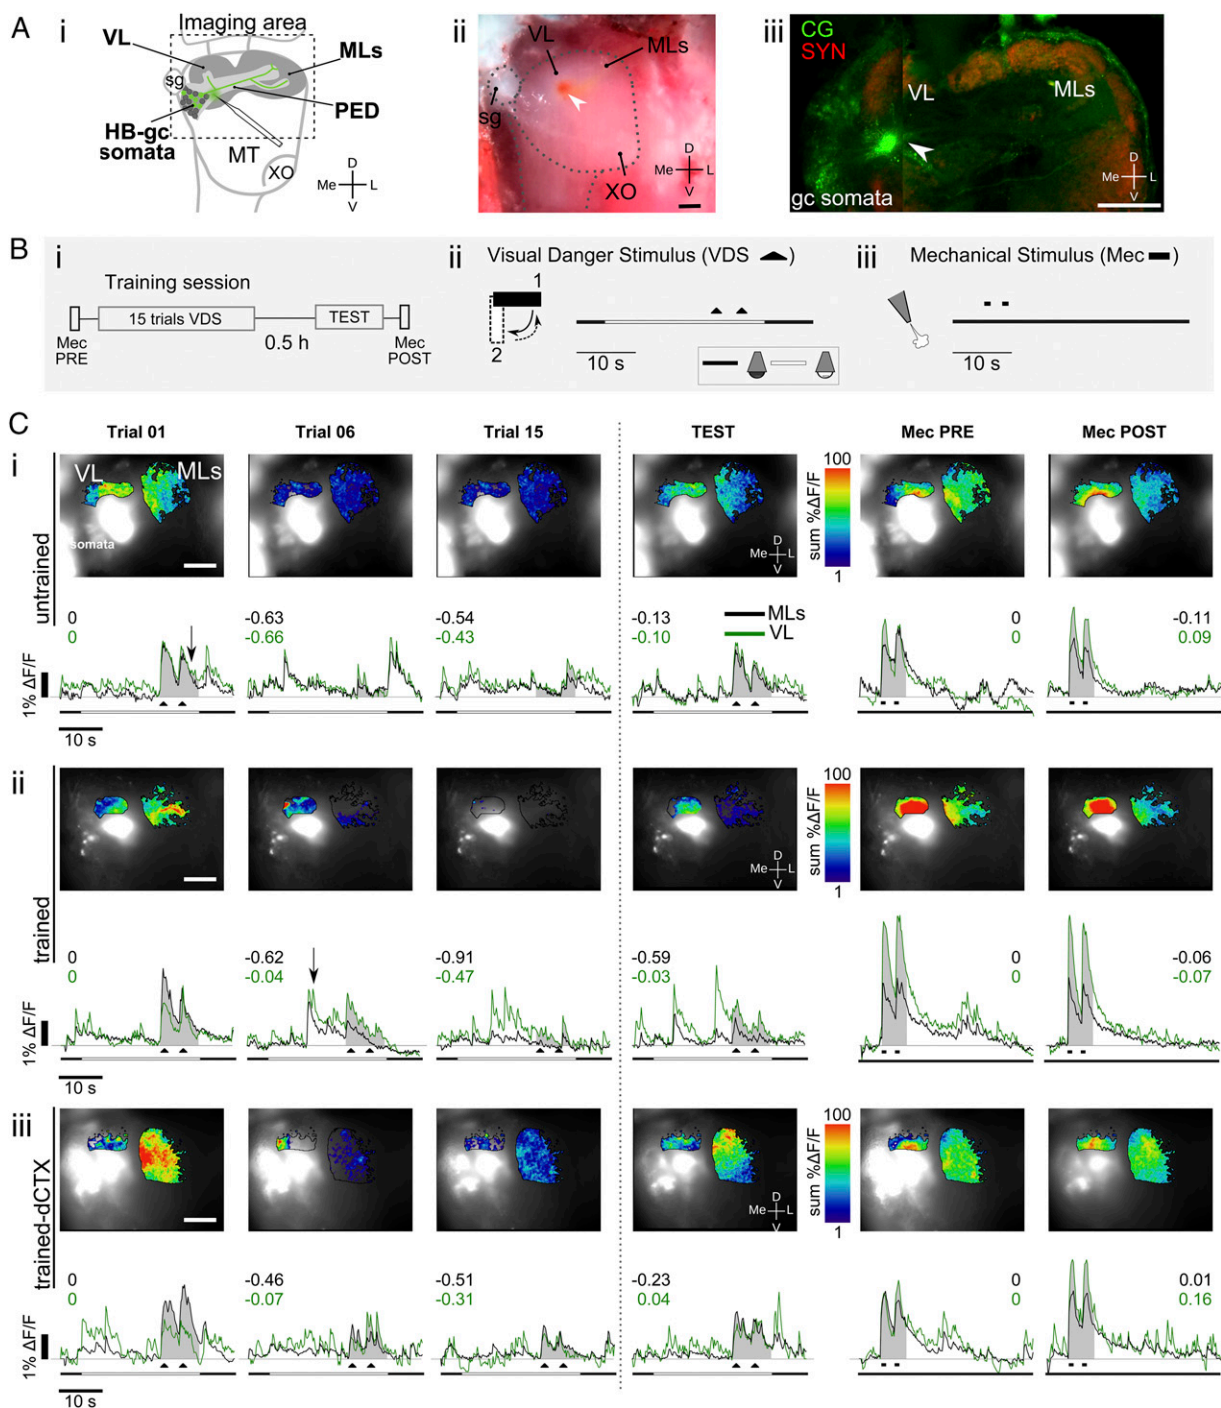 A
i
Imaging area
VL
MLs
sg
HB-gc
somata
PED
MT
XO
D
Me
L
V
ii
VL
MLs
sg
XO
D
Me
L
V
iii
CG
SYN
VL
MLs
gc somata
D
Me
L
V
B
i
Training session
15 trials VDS
TEST
Mec
PRE
0.5 h
Mec
POST
ii
Visual Danger Stimulus (VDS ▲)
1
2
10 s
iii
Mechanical Stimulus (Mec ▬)
10 s
C
Trial 01
Trial 06
Trial 15
TEST
Mec PRE
Mec POST
i
untrained
VL
MLs
somata
D
Me
L
V
100
sum %ΔF/F
1
0
0
-0.63
-0.66
-0.54
-0.43
-0.13
-0.10
MLs
VL
0
0
-0.11
0.09
1% ΔF/F
10 s
ii
trained
D
Me
L
V
100
sum %ΔF/F
1
0
0
-0.62
-0.04
-0.91
-0.47
-0.59
-0.03
0
0
-0.06
-0.07
1% ΔF/F
10 s
iii
trained-dCTX
D
Me
L
V
100
sum %ΔF/F
1
0
0
-0.46
-0.07
-0.51
-0.31
-0.23
0.04
0
0
0.01
0.16
1% ΔF/F
10 s